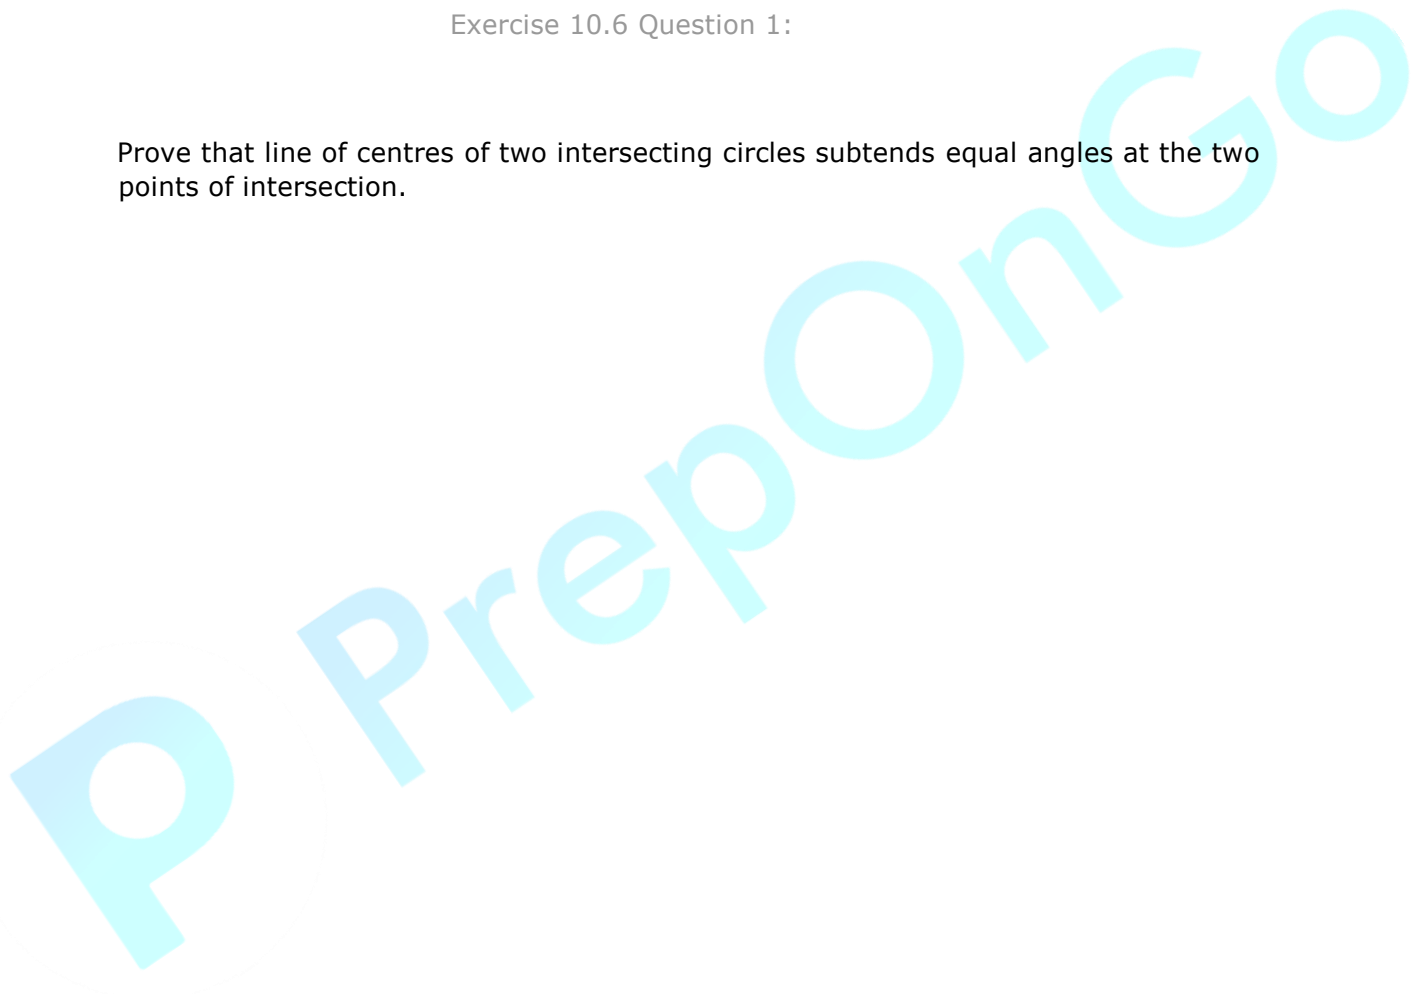 Exercise 10.6 Question 1:
Prove that line of centres of two intersecting circles subtends equal angles at the two
points of intersection.
P PrepOnGo